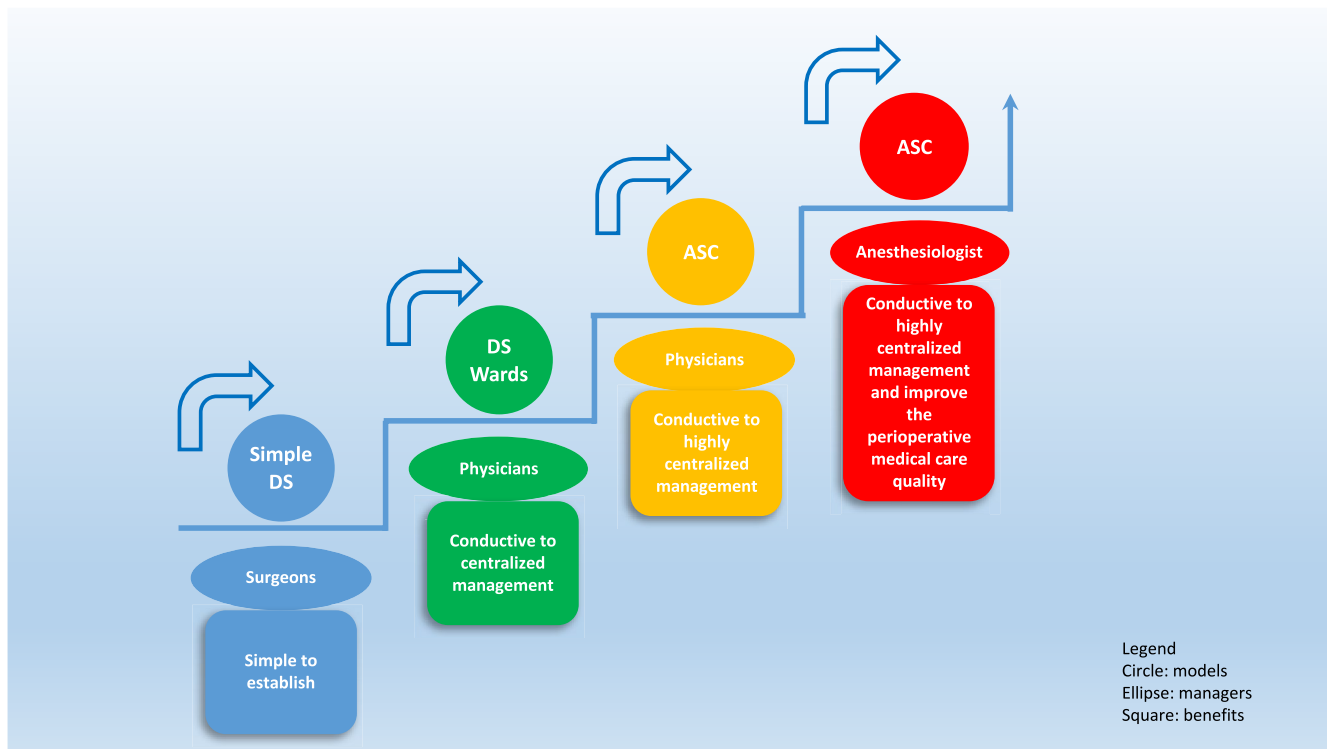 Simple
DS
Surgeons
Simple to
establish
DS
Wards
Physicians
Conductive to
centralized
management
ASC
Physicians
Conductive to
highly
centralized
management
ASC
Anesthesiologist
Conductive to
highly
centralized
management
and improve
the
perioperative
medical care
quality
Legend
Circle: models
Ellipse: managers
Square: benefits